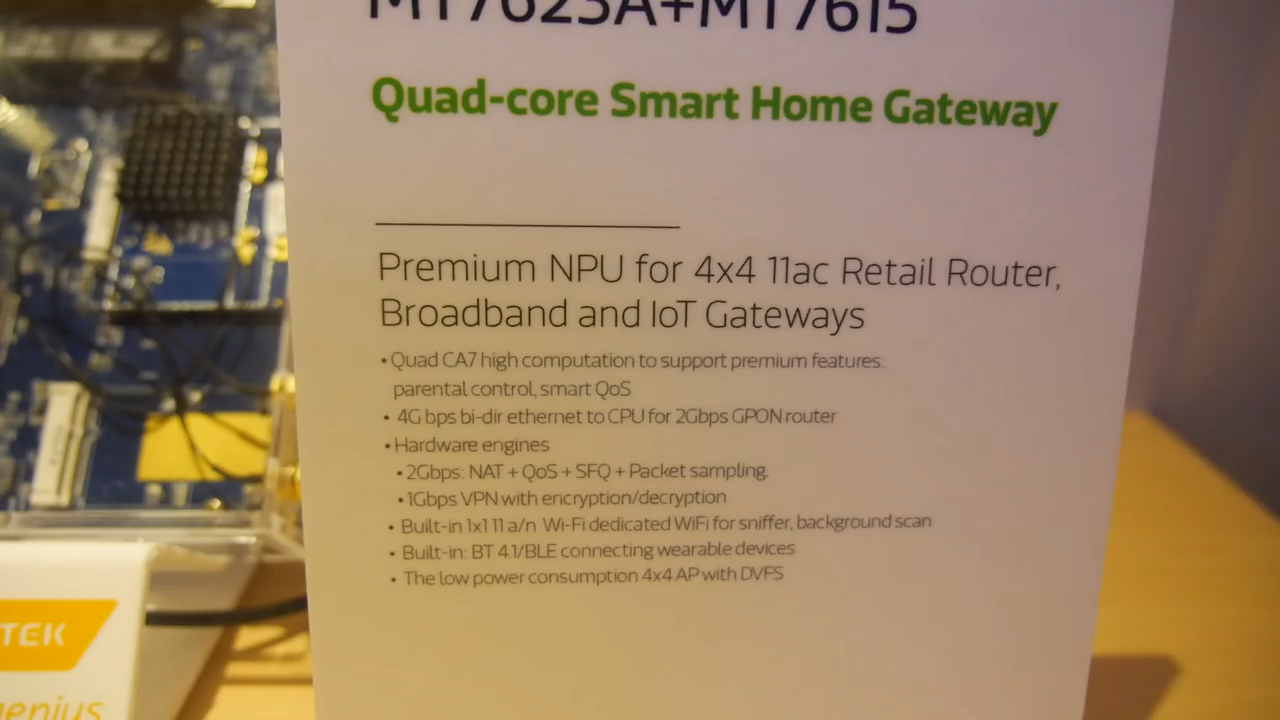 MT7623A+MT7615
Quad-core Smart Home Gateway
Premium NPU for 4x4 11ac Retail Router,
Broadband and IoT Gateways
• Quad CA7 high computation to support premium features:
parental control, smart QoS
• 4G bps bi-dir ethernet to CPU for 2Gbps GPON router
• Hardware engines
• 2Gbps: NAT + QoS + SFQ + Packet sampling.
• 1Gbps VPN with encryption/decryption
• Built-in 1x1 11 a/n Wi-Fi dedicated WiFi for sniffer, background scan
• Built-in: BT 4.1/BLE connecting wearable devices
• The low power consumption 4x4 AP with DVFS
TEK
genius